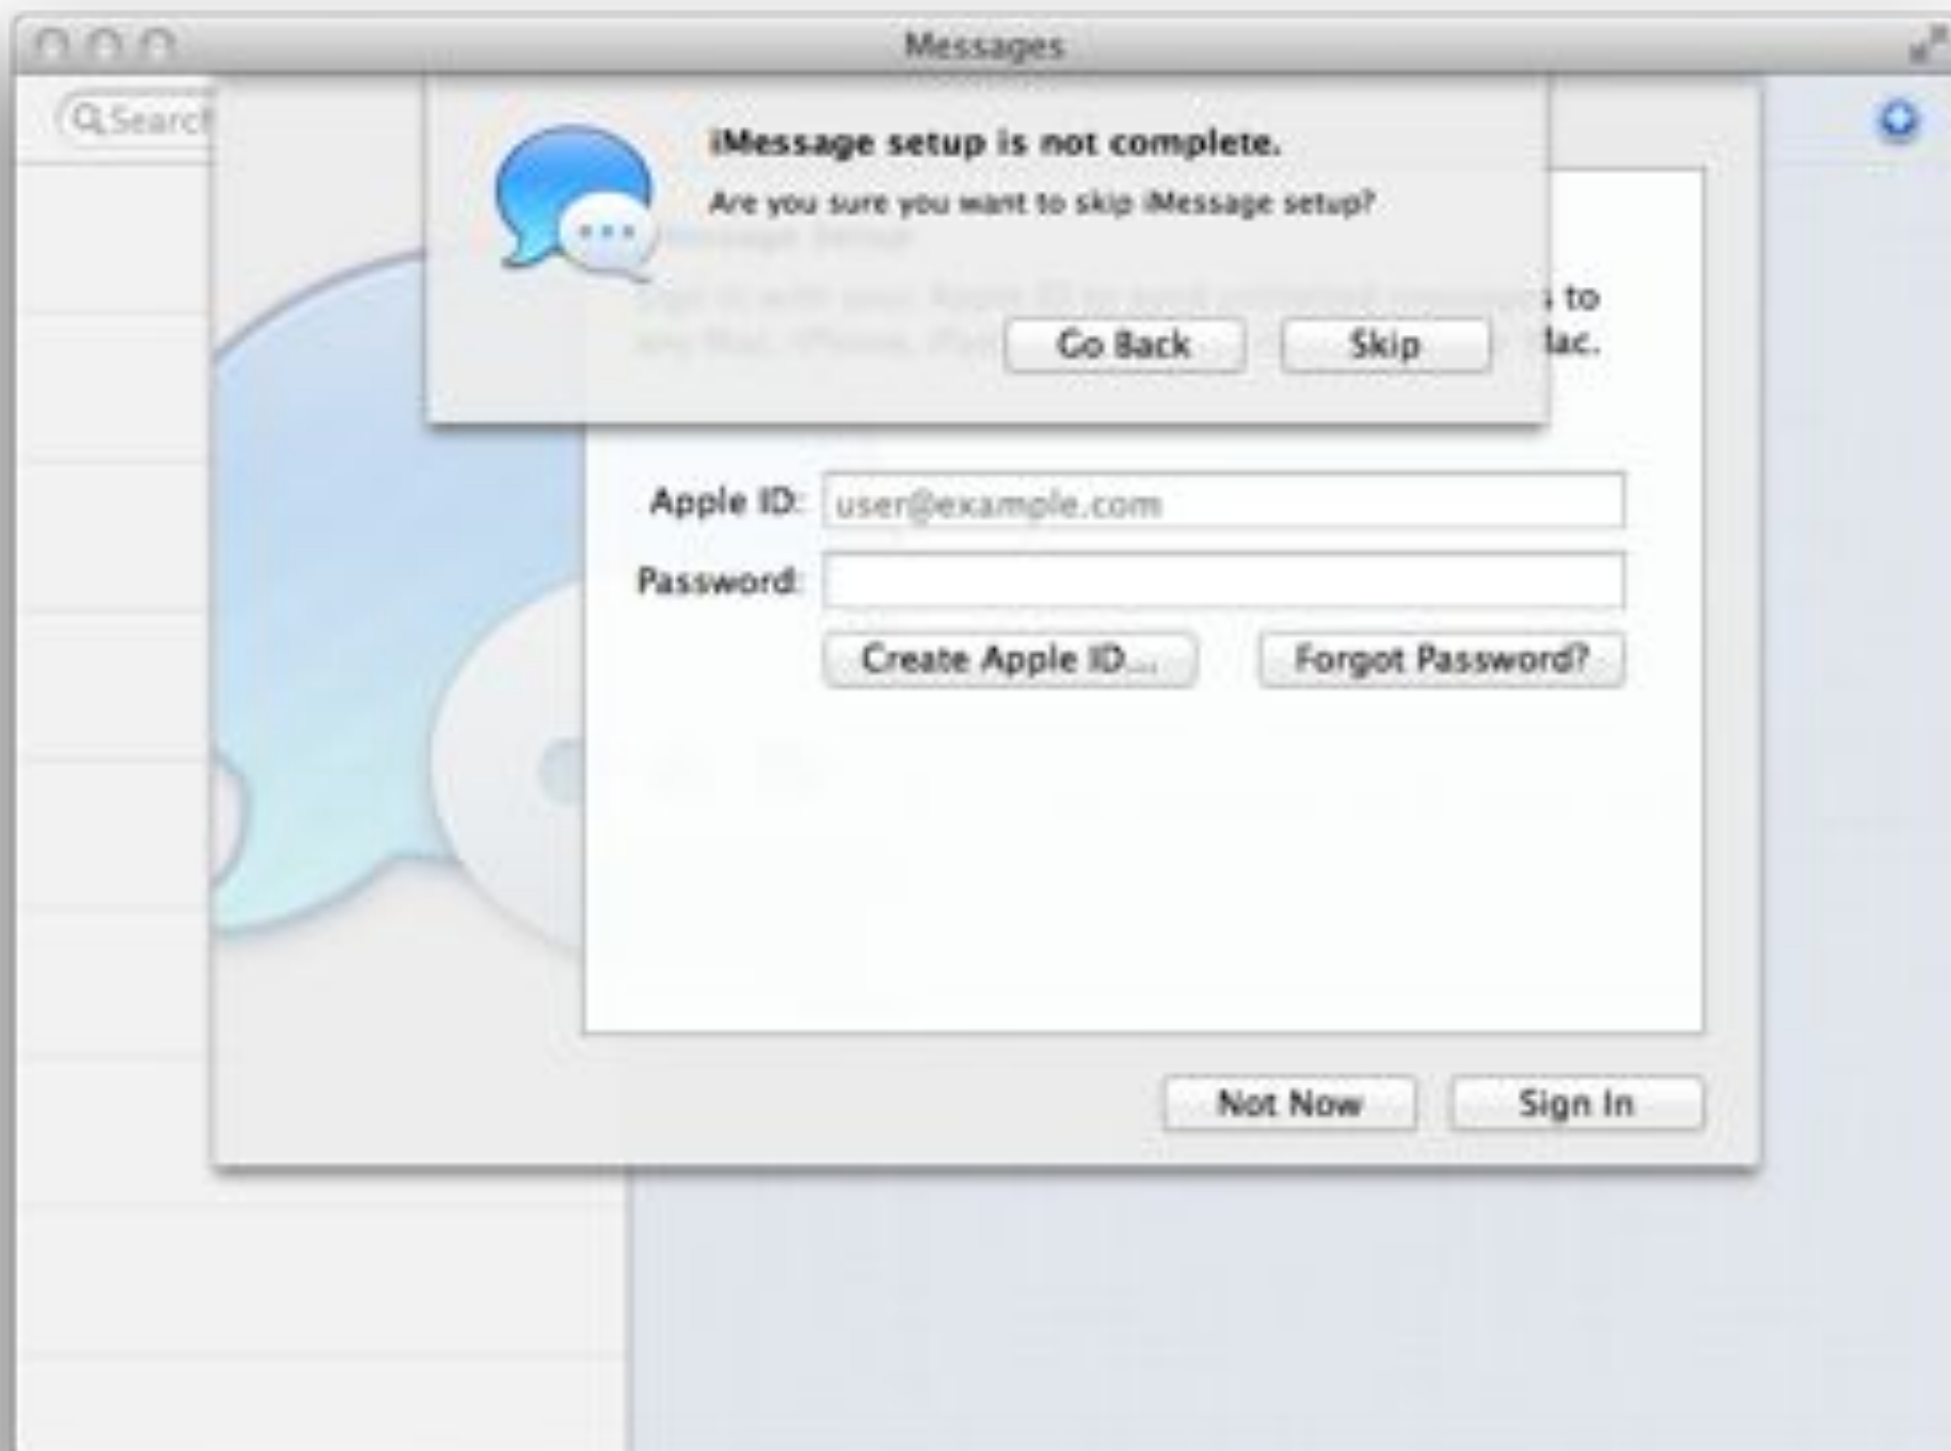 Messages
Search
iMessage setup is not complete.
Are you sure you want to skip iMessage setup?
to
Go Back
Skip
Apple ID:
user@example.com
Password:
Create Apple ID...
Forgot Password?
Not Now
Sign In